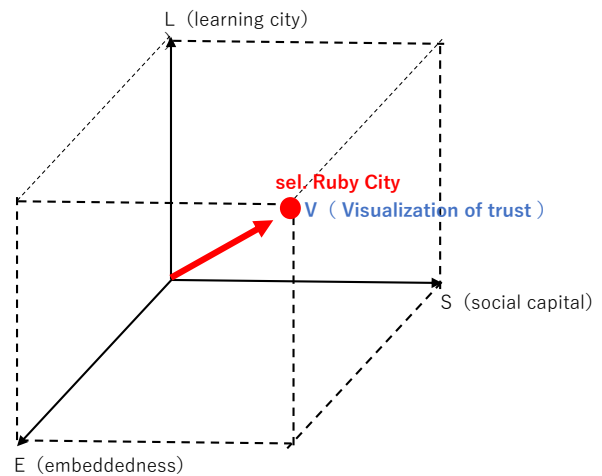 L（learning city)
sel. Ruby City
V（ Visualization of trust ）
S（social capital)
E（embeddedness)